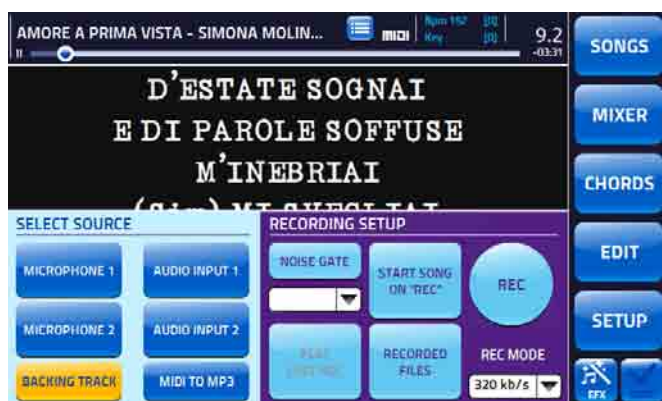 AMORE A PRIMA VISTA - SIMONA MOLIN...
midi
Bpm 152
[0]
Key
[0]
9.2
-03:31
D'ESTATE SOGNAI
E DI PAROLE SOFFUSE
M'INEBRIAI
SONGS
MIXER
CHORDS
EDIT
SETUP
EFX
SELECT SOURCE
MICROPHONE 1
AUDIO INPUT 1
MICROPHONE 2
AUDIO INPUT 2
BACKING TRACK
MIDI TO MP3
RECORDING SETUP
NOISE GATE
START SONG
ON "REC"
REC
RECORDED
FILES
REC MODE
320 kb/s